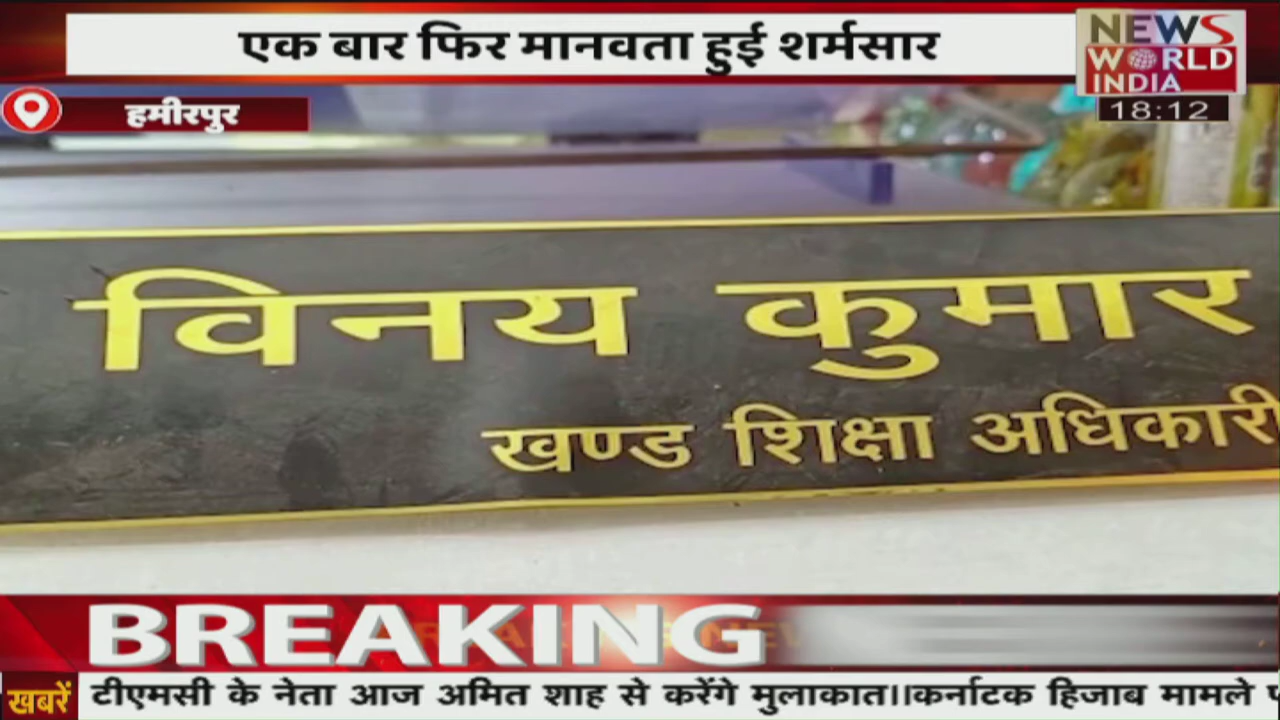 एक बार फिर मानवता हुई शर्मसार
NEWS
WORLD
INDIA
18:12
हमीरपुर
विनय कुमार
खण्ड शिक्षा अधिकारी
BREAKING
खबरें
टीएमसी के नेता आज अमित शाह से करेंगे मुलाकात।।कर्नाटक हिजाब मामले